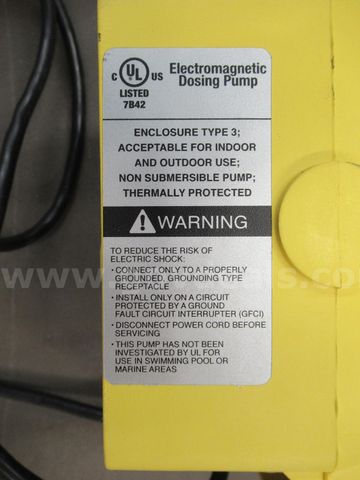 C UL US
LISTED
7B42
Electromagnetic
Dosing Pump
ENCLOSURE TYPE 3;
ACCEPTABLE FOR INDOOR
AND OUTDOOR USE;
NON SUBMERSIBLE PUMP;
THERMALLY PROTECTED
WARNING
TO REDUCE THE RISK OF
ELECTRIC SHOCK:
• CONNECT ONLY TO A PROPERLY
GROUNDED, GROUNDING TYPE
RECEPTACLE
• INSTALL ONLY ON A CIRCUIT
PROTECTED BY A GROUND
FAULT CIRCUIT INTERRUPTER (GFCI)
• DISCONNECT POWER CORD BEFORE
SERVICING
• THIS PUMP HAS NOT BEEN
INVESTIGATED BY UL FOR
USE IN SWIMMING POOL OR
MARINE AREAS